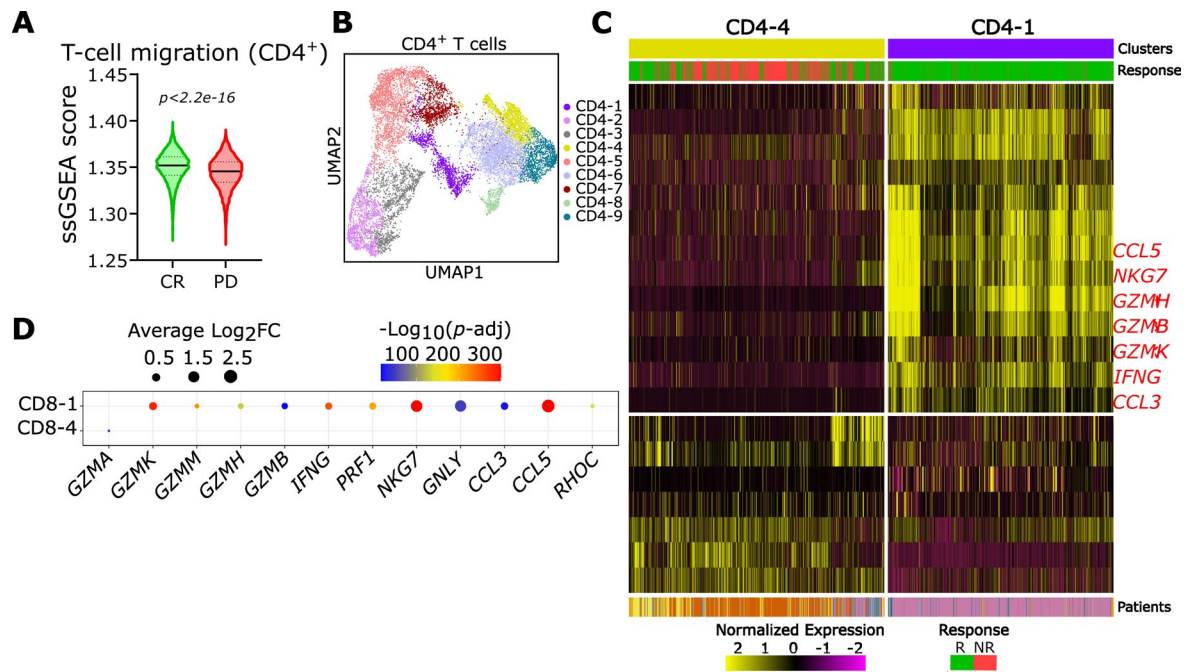 A
T-cell migration (CD4+)
ssGSEA score
1.45
1.40
1.35
1.30
1.25
p<2.2e-16
CR
PD
B
CD4+ T cells
UMAP2
UMAP1
CD4-1
CD4-2
CD4-3
CD4-4
CD4-5
CD4-6
CD4-7
CD4-8
CD4-9
C
CD4-4
CD4-1
Clusters
Response
CCL5
NKG7
GZMH
GZMB
GZMK
IFNG
CCL3
Patients
Normalized Expression
2 1 0 -1 -2
Response
R NR
D
Average Log2FC
0.5 1.5 2.5
-Log10(p-adj)
100 200 300
CD8-1
CD8-4
GZMA
GZMK
GZMM
GZMH
GZMB
IFNG
PRF1
NKG7
GNLY
CCL3
CCL5
RHOC